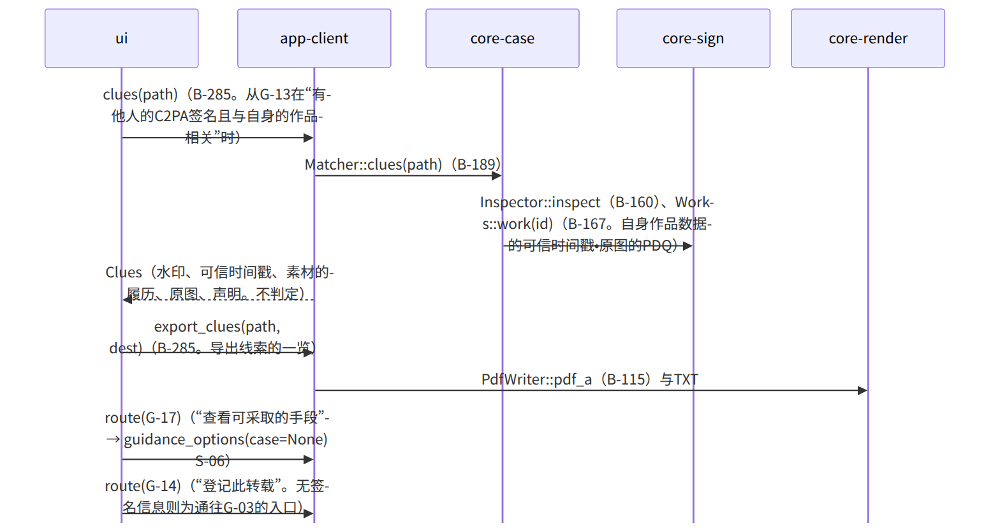 ui
app-client
core-case
core-sign
core-render
clues(path)（B-285。从G-13在“有-
他人的C2PA签名且与自身的作品-
相关”时）
Matcher::clues(path)（B-189）
Inspector::inspect（B-160）、Work-
s::work(id)（B-167。自身作品数据-
的可信时间戳•原图的PDQ）
Clues（水印、可信时间戳、素材的-
履历、原图、声明。不判定）
export_clues(path,
dest)（B-285。导出线索的一览）
PdfWriter::pdf_a（B-115）与TXT
route(G-17)（“查看可采取的手段”-
→ guidance_options(case=None)
S-06）
route(G-14)（“登记此转载”。无签-
名信息则为通往G-03的入口）